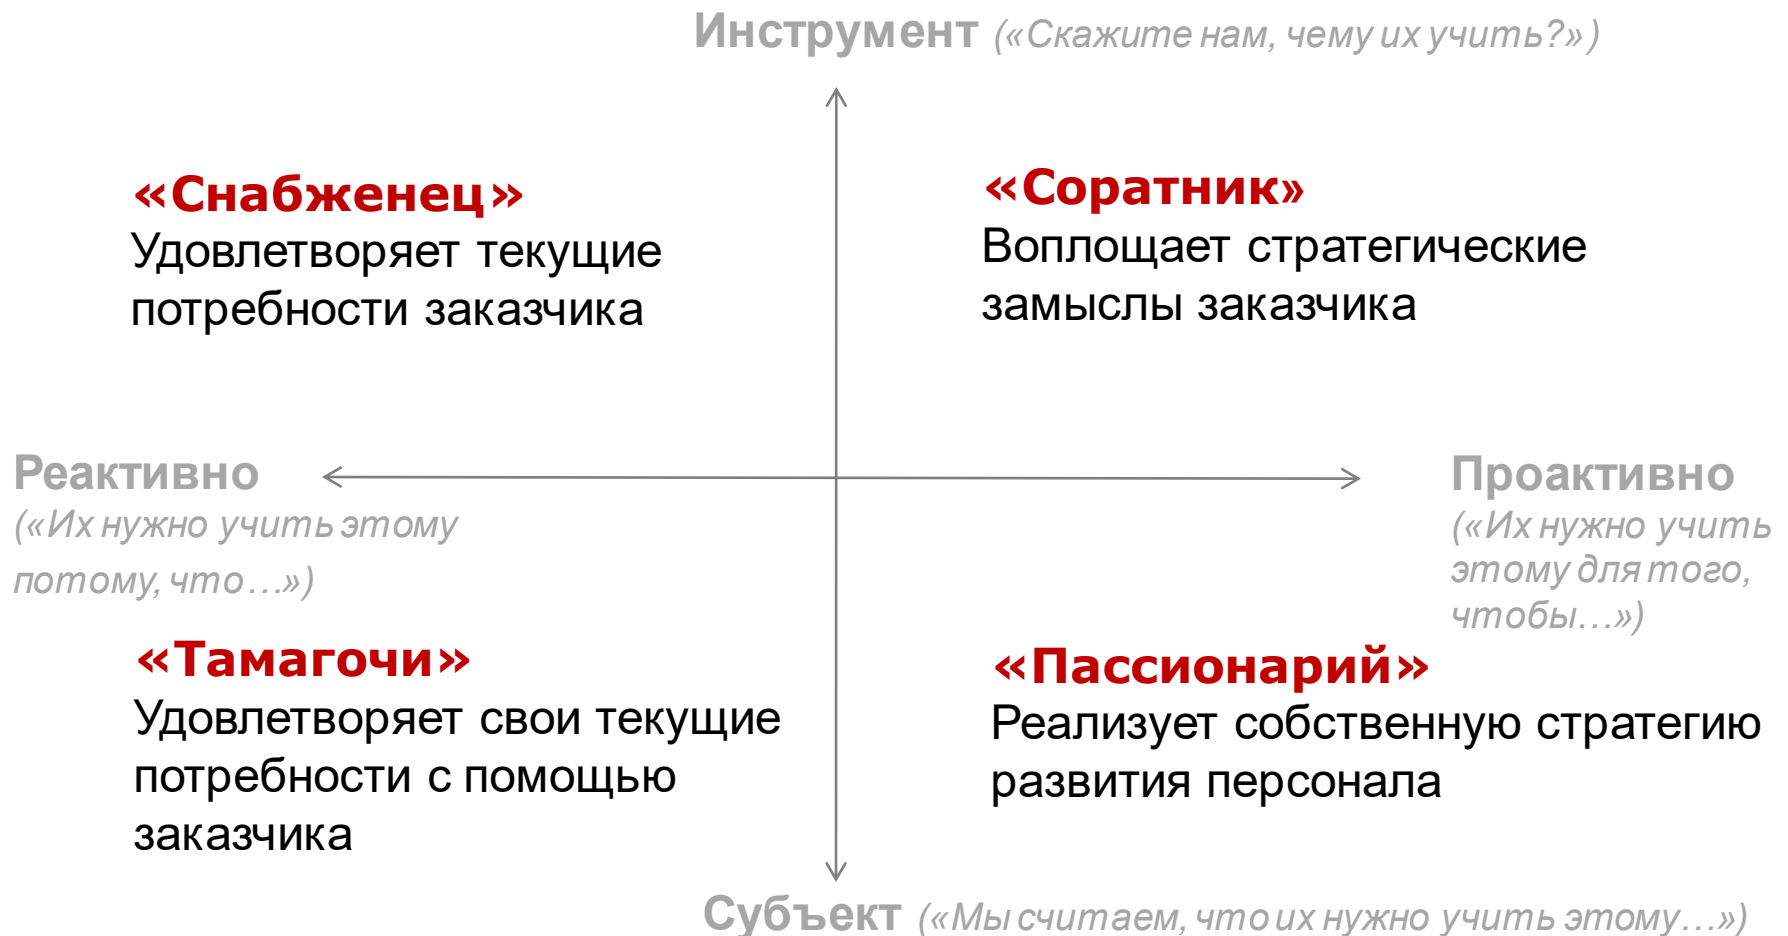 Инструмент («Скажите нам, чему их учить?»)
«Снабженец»
Удовлетворяет текущие
потребности заказчика
«Соратник»
Воплощает стратегические
замыслы заказчика
Реактивно
(«Их нужно учить этому
потому, что…»)
Проактивно
(«Их нужно учить
этому для того,
чтобы…»)
«Тамагочи»
Удовлетворяет свои текущие
потребности с помощью
заказчика
«Пассионарий»
Реализует собственную стратегию
развития персонала
Субъект («Мы считаем, что их нужно учить этому…»)